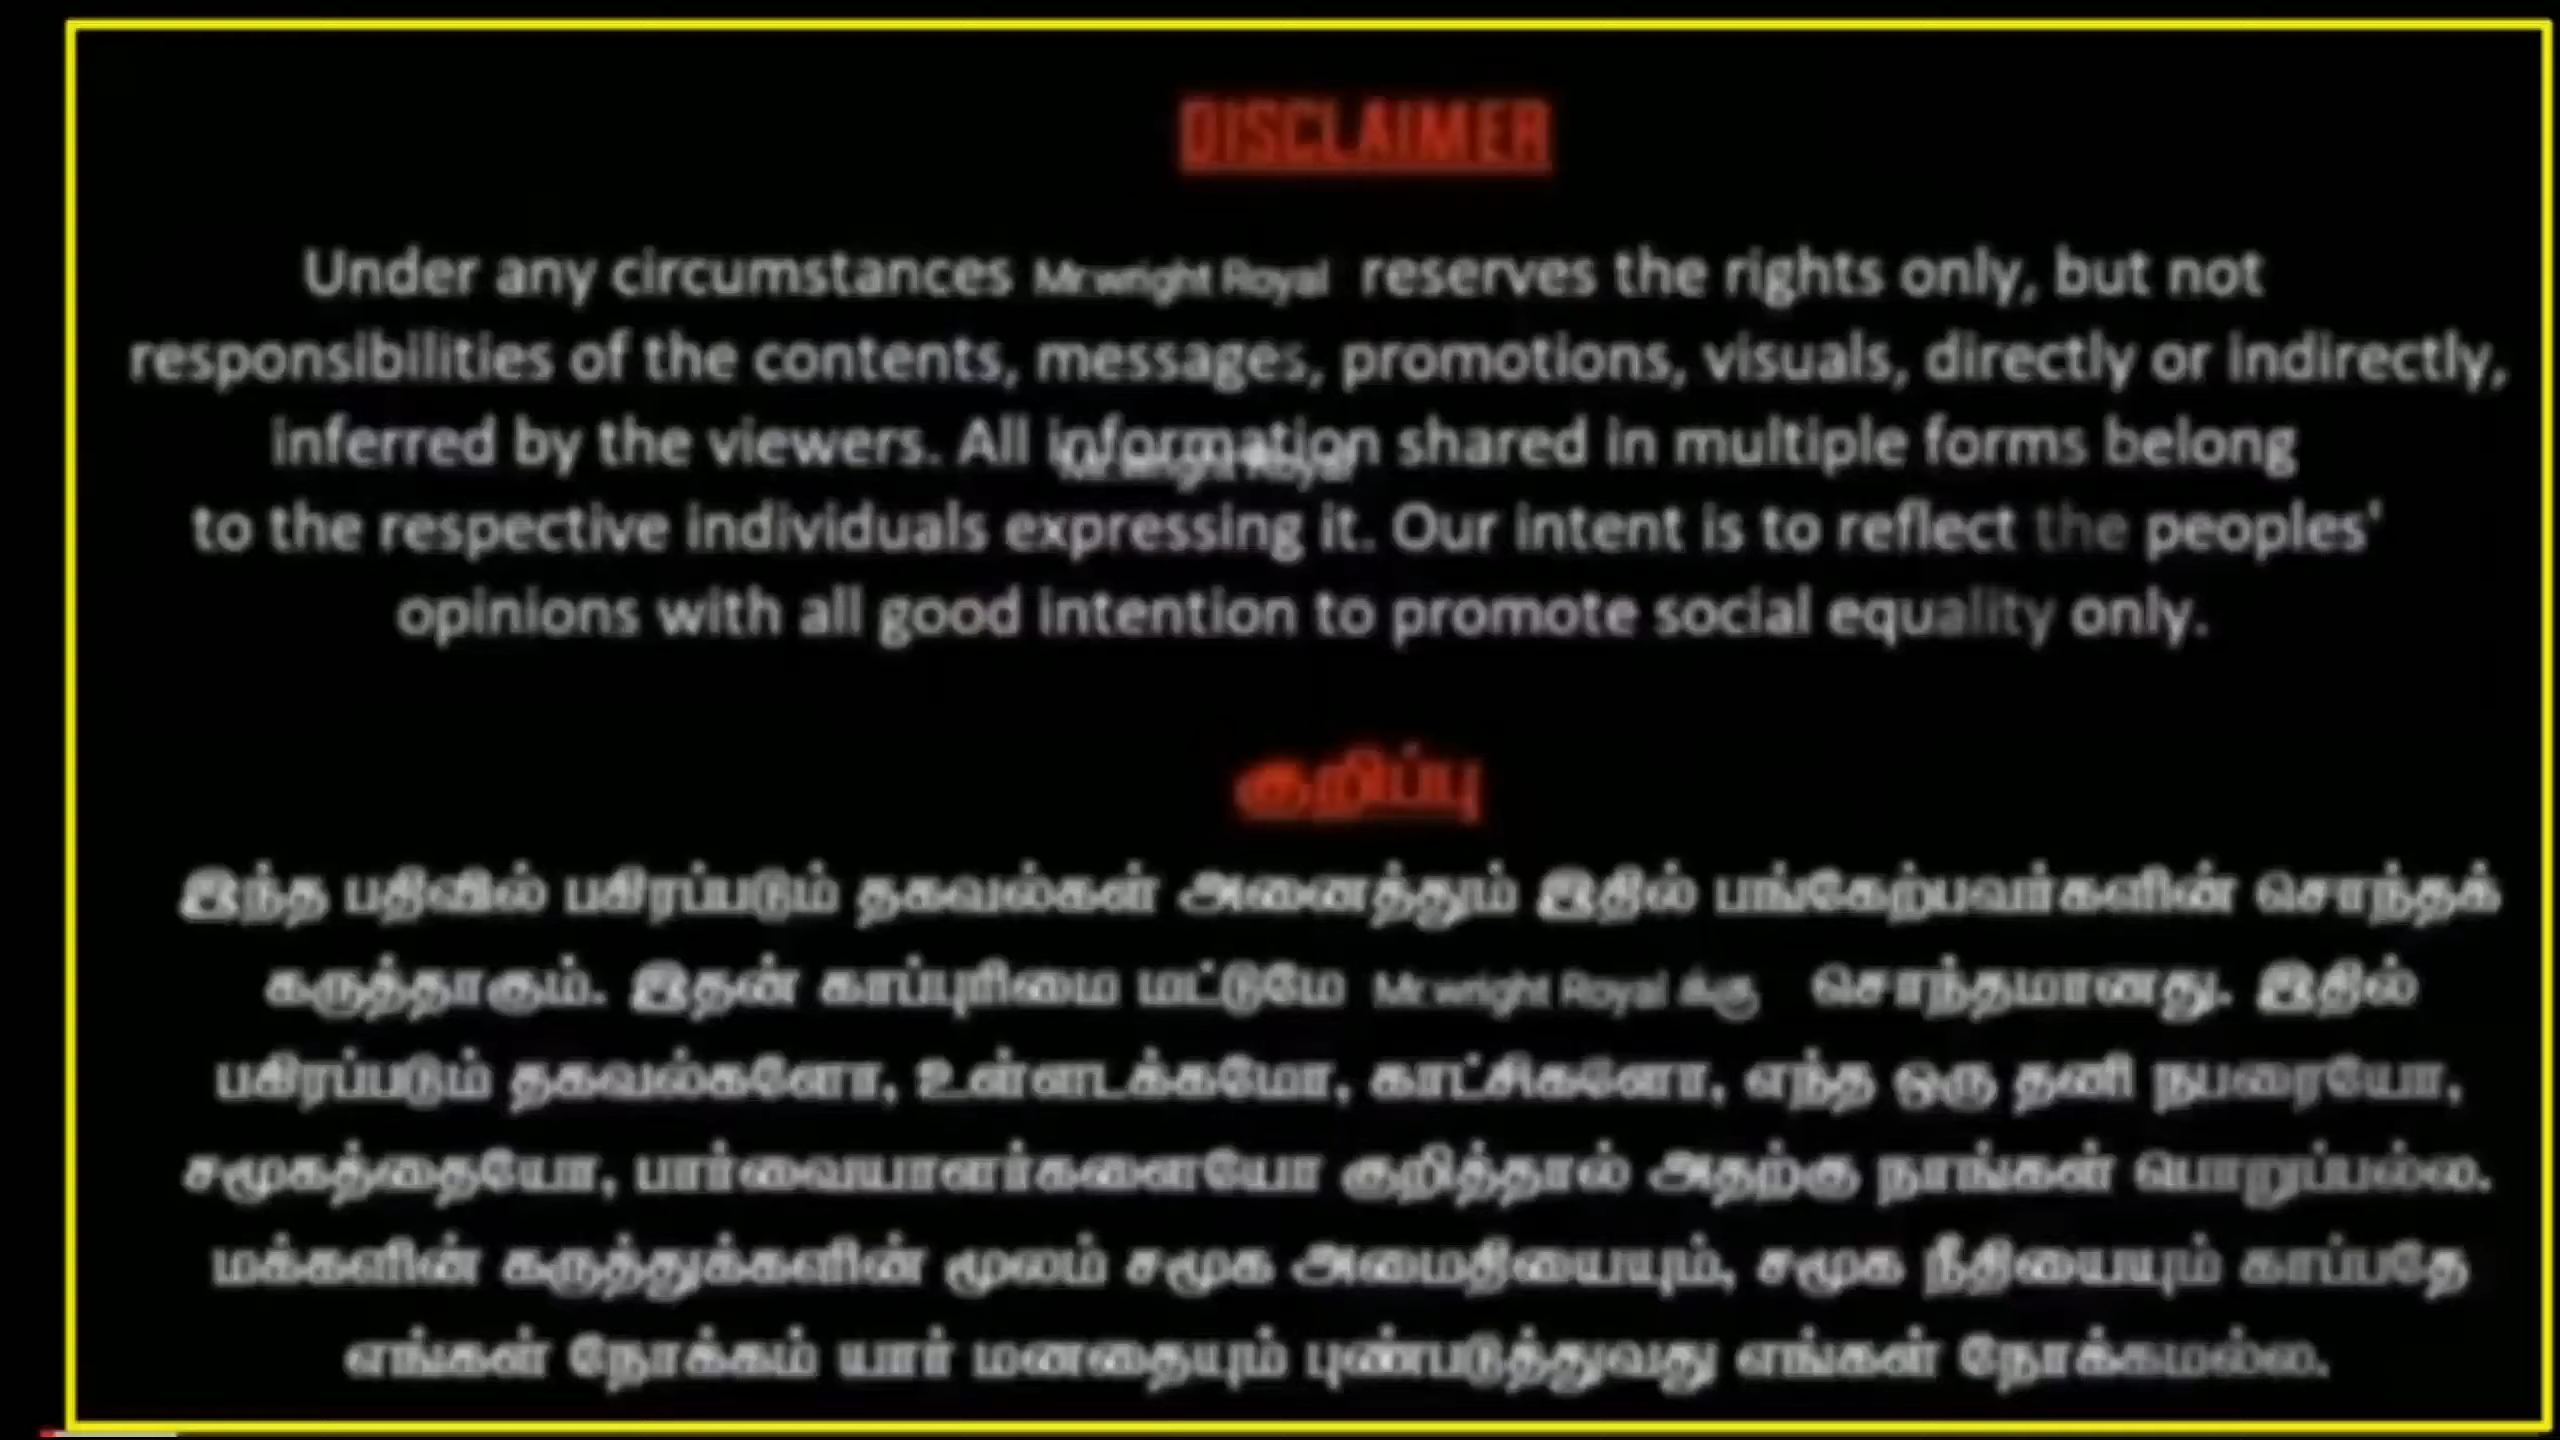 DISCLAIMER
Under any circumstances Mr.wright Royal reserves the rights only, but not
responsibilities of the contents, messages, promotions, visuals, directly or indirectly,
inferred by the viewers. All information shared in multiple forms belong
Mr.wright Royal
to the respective individuals expressing it. Our intent is to reflect the peoples'
opinions with all good intention to promote social equality only.
குறிப்பு
இந்த பதிவில் பகிரப்படும் தகவல்கள் அனைத்தும் இதில் பங்கேற்பவர்களின் சொந்தக்
கருத்தாகும். இதன் காப்புரிமை மட்டுமே Mr.wright Royal க்கு சொந்தமானது. இதில்
பகிரப்படும் தகவல்களோ, உள்ளடக்கமோ, காட்சிகளோ, எந்த ஒரு தனி நபரையோ,
சமூகத்தையோ, பார்வையாளர்களையோ குறித்தால் அதற்கு நாங்கள் பொறுப்பல்ல.
மக்களின் கருத்துக்களின் மூலம் சமூக அமைதியையும், சமூக நீதியையும் காப்பதே
எங்கள் நோக்கம் யார் மனதையும் புண்படுத்துவது எங்கள் நோக்கமல்ல.